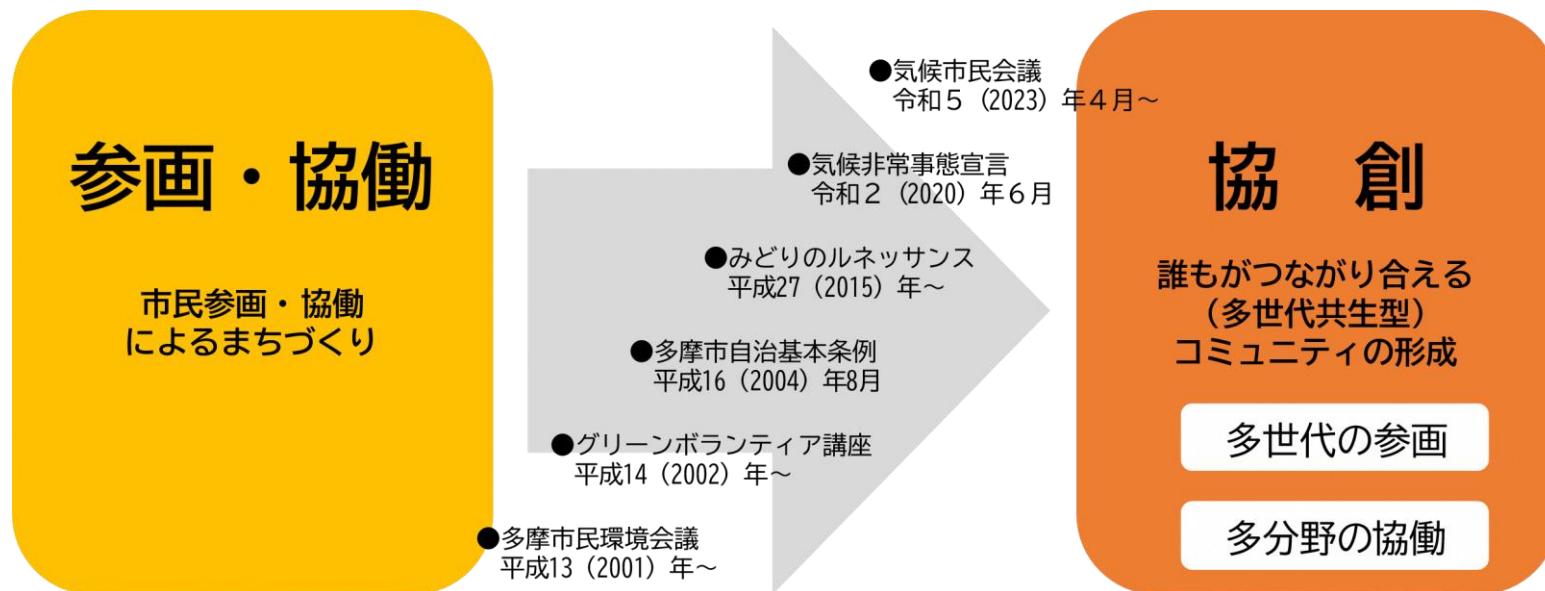 参画・協働
市民参画・協働
によるまちづくり
●気候市民会議
令和５（2023）年４月～
●気候非常事態宣言
令和２（2020）年６月
●みどりのルネッサンス
平成27（2015）年～
●多摩市自治基本条例
平成16（2004）年8月
●グリーンボランティア講座
平成14（2002）年～
●多摩市民環境会議
平成13（2001）年～
協　創
誰もがつながり合える
（多世代共生型）
コミュニティの形成
多世代の参画
多分野の協働